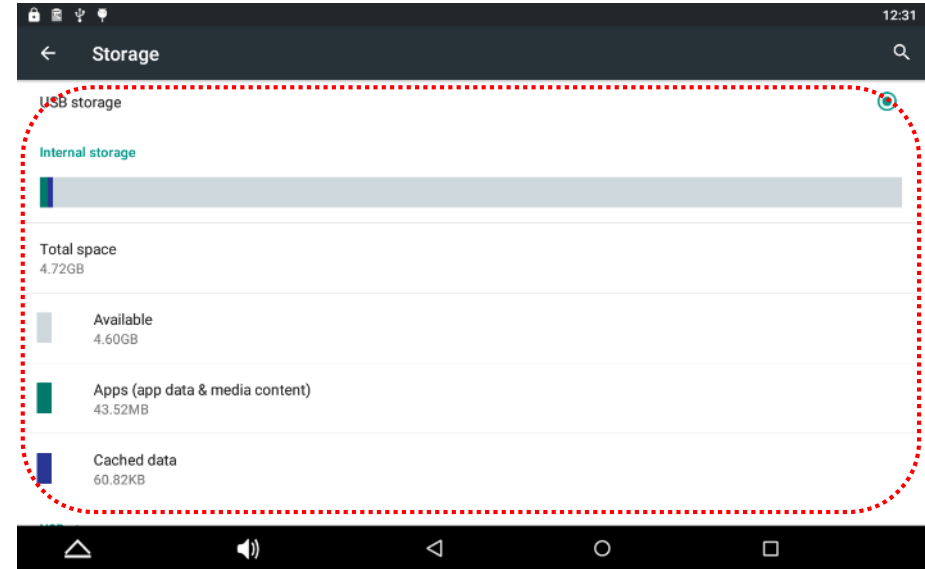 12:31
Storage
USB storage
Internal storage
Total space
4.72GB
Available
4.60GB
Apps (app data & media content)
43.52MB
Cached data
60.82KB